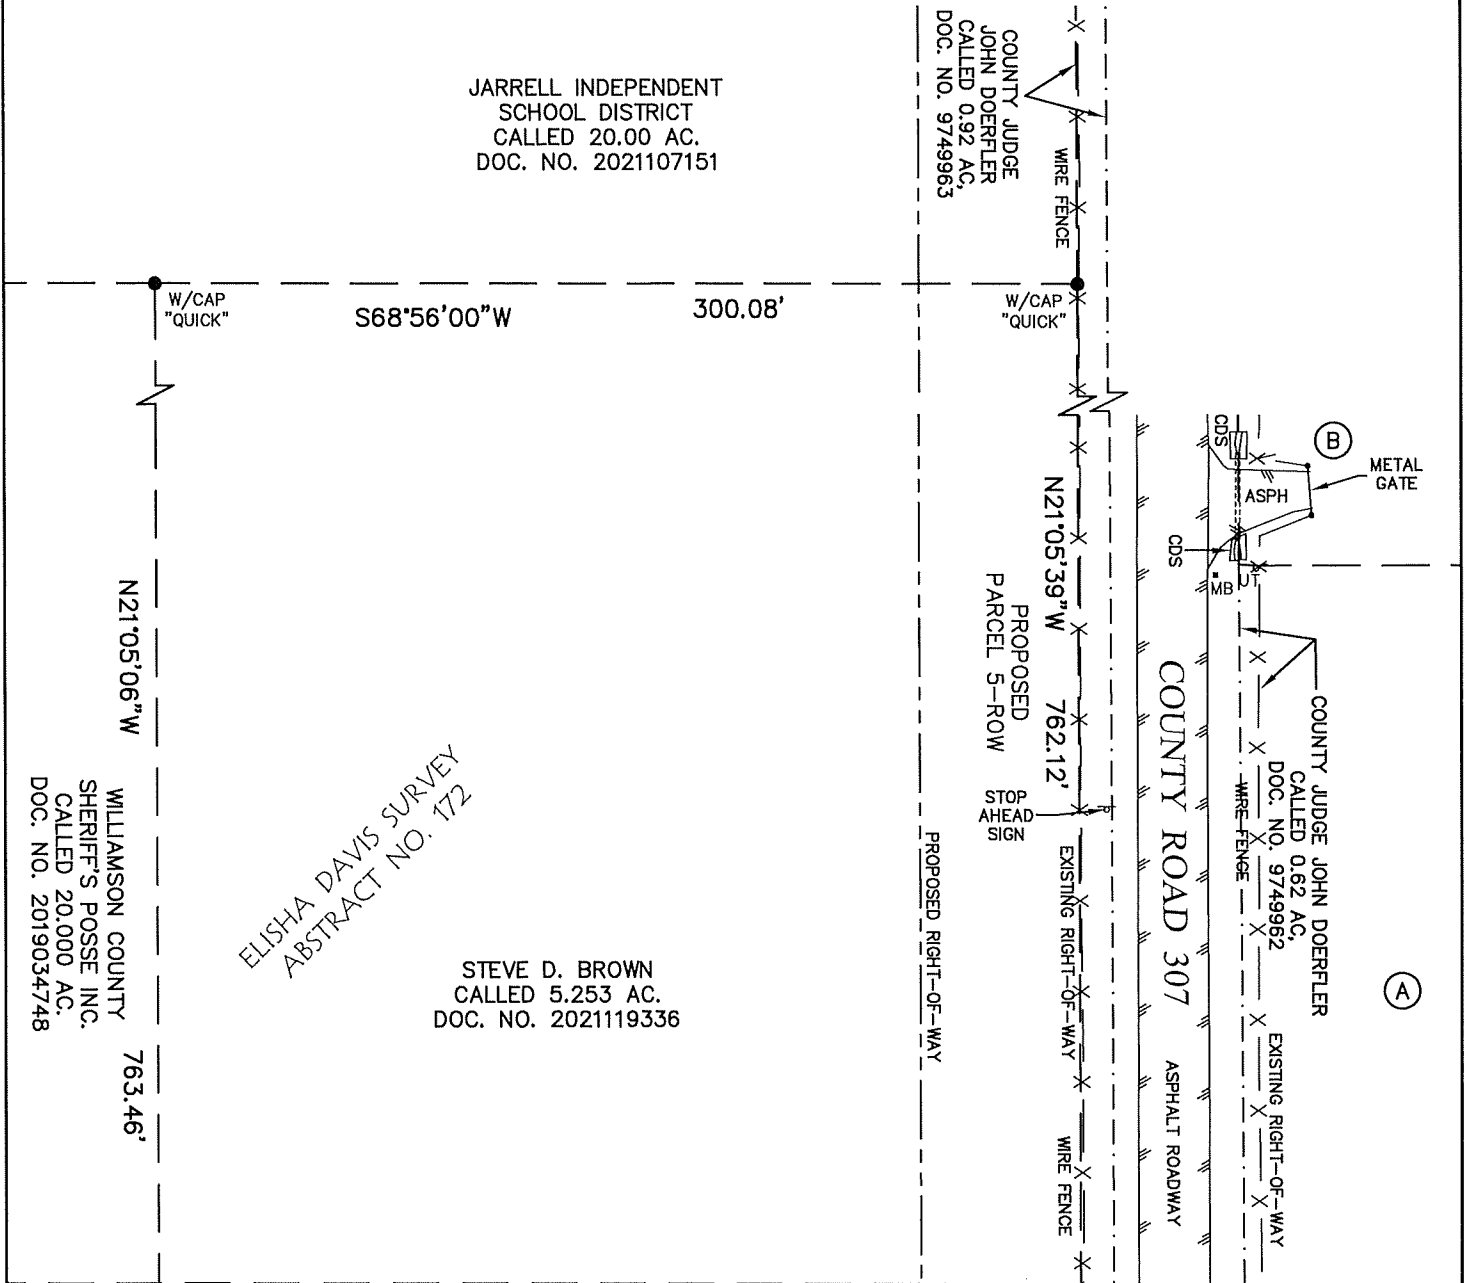 JARRELL INDEPENDENT
SCHOOL DISTRICT
CALLED 20.00 AC.
DOC. NO. 2021107151
COUNTY JUDGE
JOHN DOERFLER
CALLED 0.92 AC,
DOC. NO. 9749963
WIRE FENCE
W/CAP
"QUICK"
S68°56'00"W
300.08'
W/CAP
"QUICK"
CDS
B
METAL
GATE
ASPH
CDS
MB
UT
N21°05'39"W
762.12'
PROPOSED
PARCEL 5-ROW
N21°05'06"W
763.46'
COUNTY ROAD 307
ASPHALT ROADWAY
COUNTY JUDGE JOHN DOERFLER
CALLED 0.62 AC,
DOC. NO. 9749962
WIRE FENCE
EXISTING RIGHT-OF-WAY
A
STOP
AHEAD
SIGN
EXISTING RIGHT-OF-WAY
WIRE FENCE
PROPOSED RIGHT-OF-WAY
ELISHA DAVIS SURVEY
ABSTRACT NO. 172
WILLIAMSON COUNTY
SHERIFF'S POSSE INC.
CALLED 20.000 AC.
DOC. NO. 2019034748
STEVE D. BROWN
CALLED 5.253 AC.
DOC. NO. 2021119336